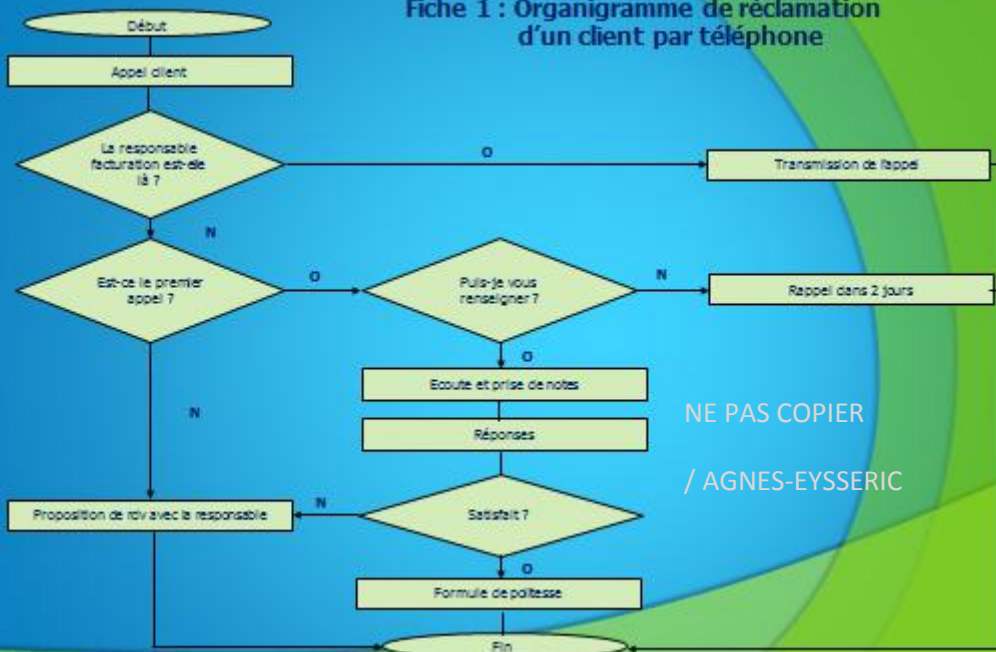 Fiche 1 : Organigramme de réclamation
d'un client par téléphone
Début
Appel client
La responsable
facturation est-elle
là ?
O
Transmission de l'appel
N
Est-ce le premier
appel ?
O
Puis-je vous
renseigner ?
N
Rappel dans 2 jours
O
Ecoute et prise de notes
N
Réponses
NE PAS COPIER
/ AGNES-EYSSERIC
Proposition de rdv avec la responsable
N
Satisfait ?
O
Formule de politesse
Fin